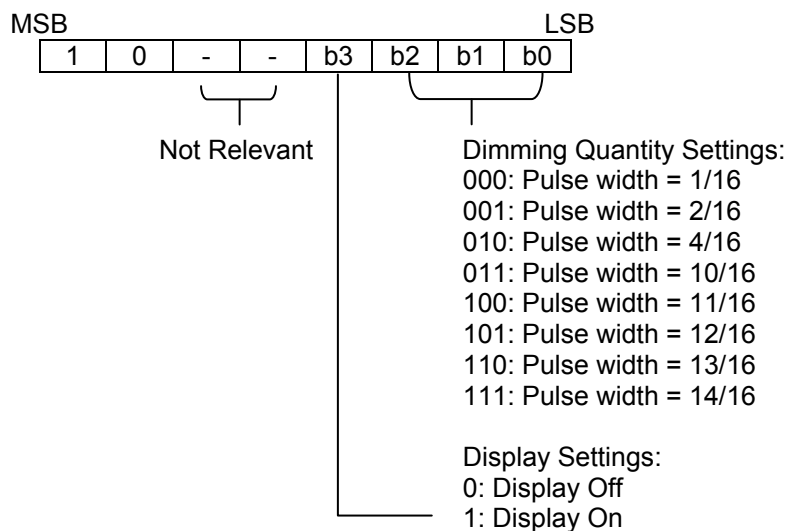 MSB LSB
1 0 - - b3 b2 b1 b0
Not Relevant
Dimming Quantity Settings:
000: Pulse width = 1/16
001: Pulse width = 2/16
010: Pulse width = 4/16
011: Pulse width = 10/16
100: Pulse width = 11/16
101: Pulse width = 12/16
110: Pulse width = 13/16
111: Pulse width = 14/16
Display Settings:
0: Display Off
1: Display On